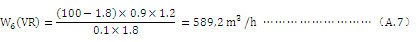 W₆(VR) = (100 − 1.8) × 0.9 × 1.2 / 0.1 × 1.8 = 589,2 m³ /h ………………………… (A.7)